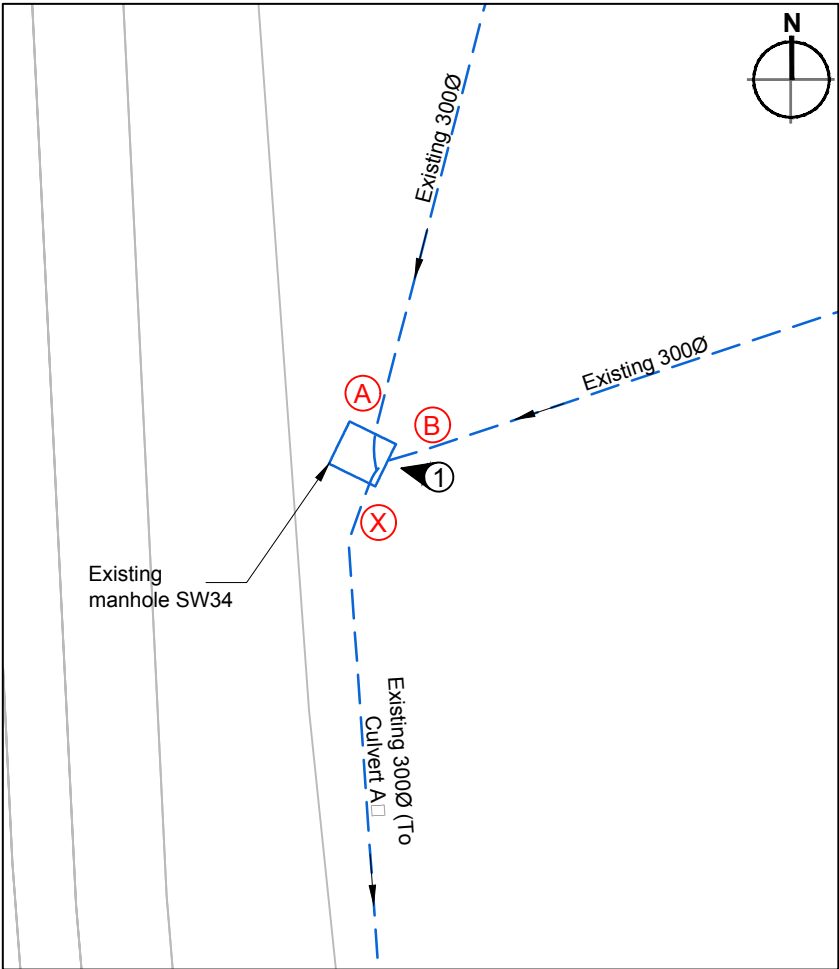 N
Existing 300Ø
Existing 300Ø
A
B
1
X
Existing
manhole SW34
Existing 300Ø (To
Culvert A□